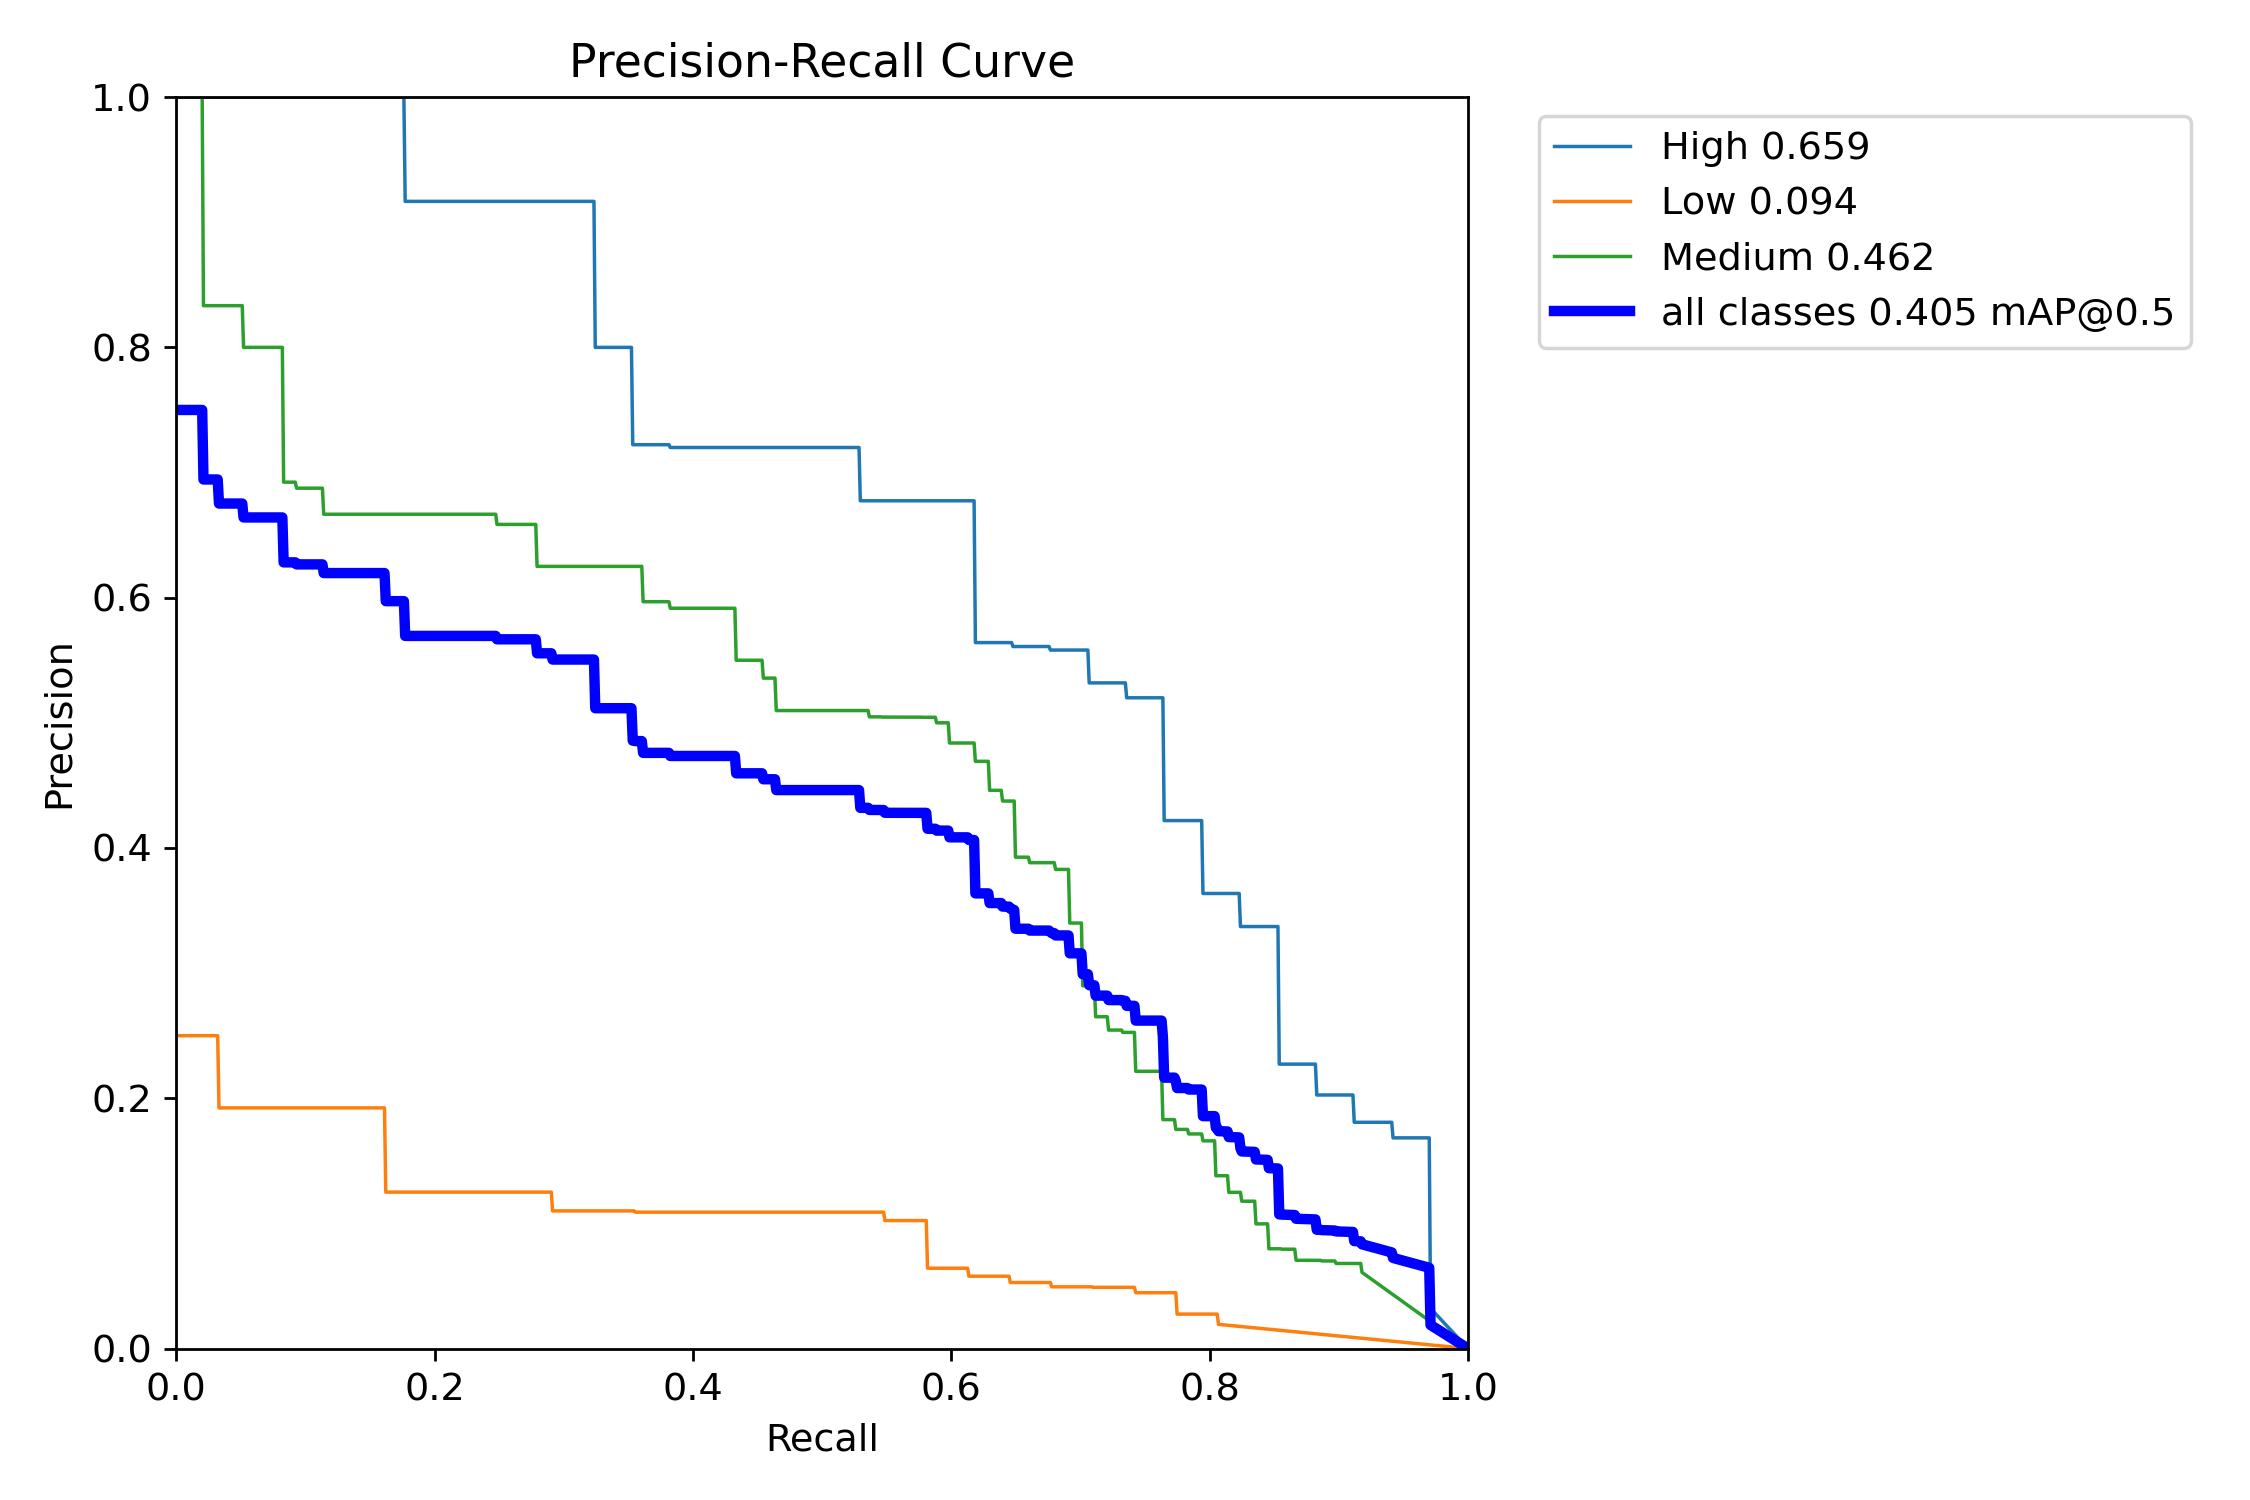 Precision-Recall Curve
1.0
0.8
0.6
0.4
0.2
0.0
Precision
0.0 0.2 0.4 0.6 0.8 1.0
Recall
High 0.659
Low 0.094
Medium 0.462
all classes 0.405 mAP@0.5